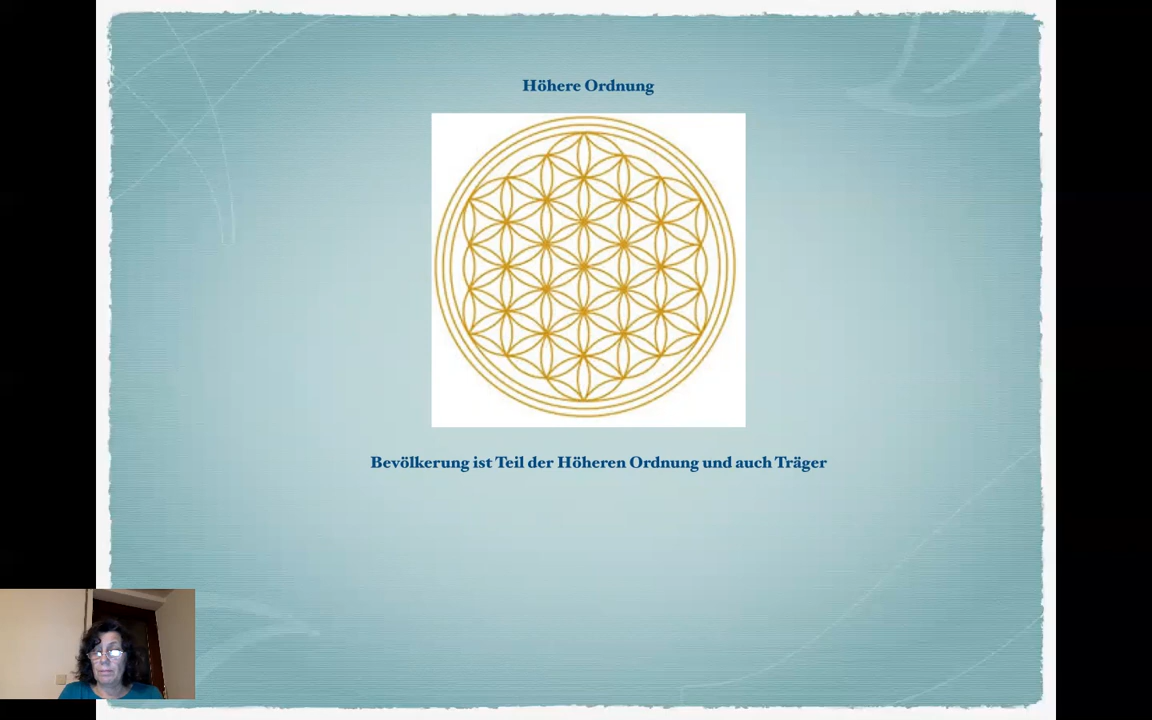 Höhere Ordnung
Bevölkerung ist Teil der Höheren Ordnung und auch Träger